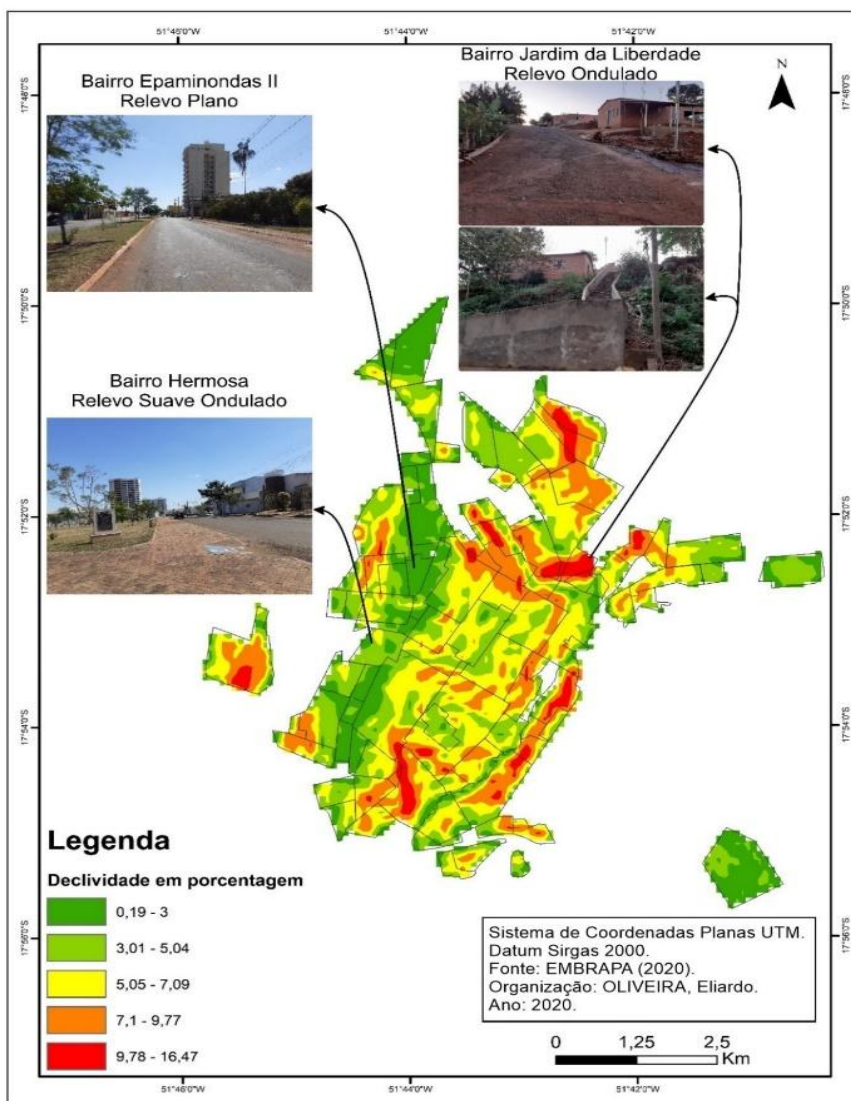 51°46'0"W
51°44'0"W
51°42'0"W
Bairro Epaminondas II
Relevo Plano
Bairro Jardim da Liberdade
Relevo Ondulado
N
17°48'0"S
17°48'0"S
17°50'0"S
17°50'0"S
Bairro Hermosa
Relevo Suave Ondulado
17°52'0"S
17°52'0"S
17°54'0"S
17°54'0"S
Legenda
Declividade em porcentagem
0,19 - 3
3,01 - 5,04
5,05 - 7,09
7,1 - 9,77
9,78 - 16,47
17°56'0"S
17°56'0"S
Sistema de Coordenadas Planas UTM.
Datum Sirgas 2000.
Fonte: EMBRAPA (2020).
Organização: OLIVEIRA, Eliardo.
Ano: 2020.
0 1,25 2,5
Km
51°46'0"W
51°44'0"W
51°42'0"W